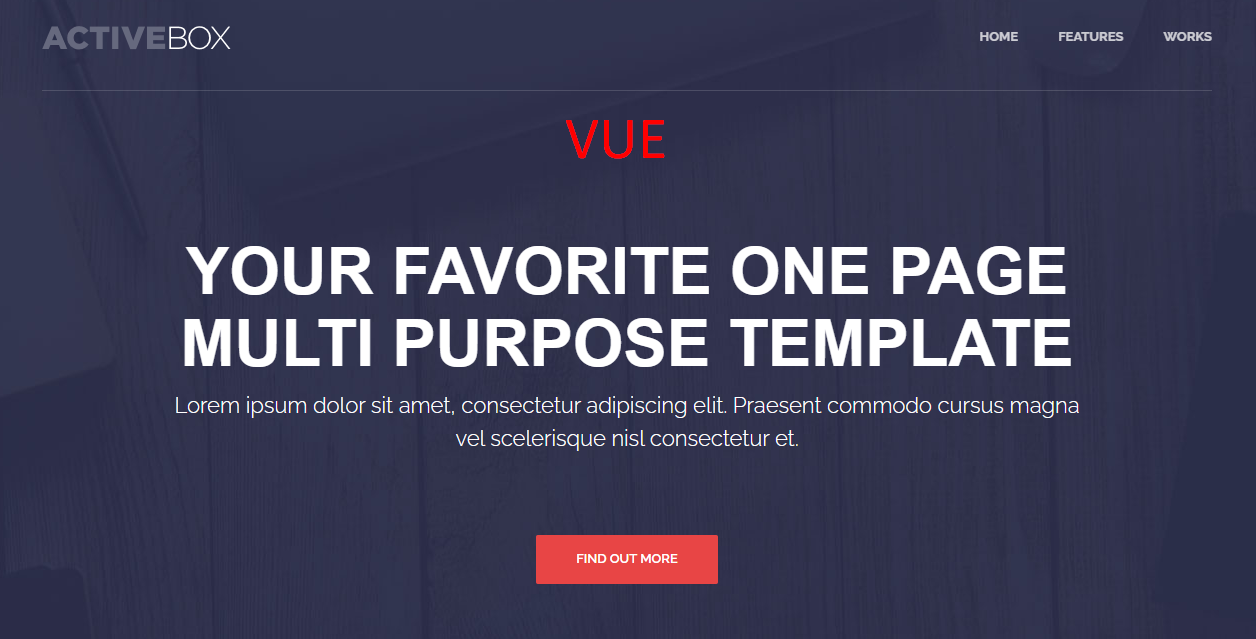 ACTIVEBOX
HOME FEATURES WORKS
VUE
YOUR FAVORITE ONE PAGE
MULTI PURPOSE TEMPLATE
Lorem ipsum dolor sit amet, consectetur adipiscing elit. Praesent commodo cursus magna
vel scelerisque nisl consectetur et.
FIND OUT MORE